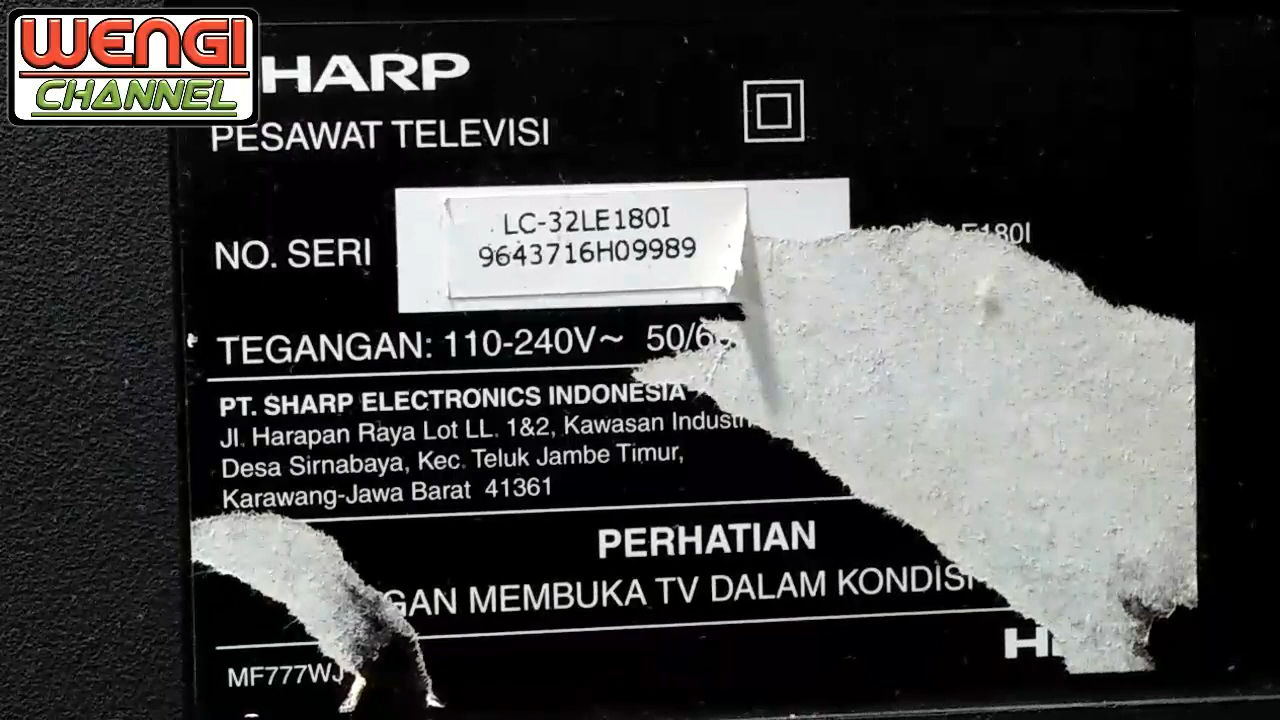 WENGI
CHANNEL
HARP
PESAWAT TELEVISI
NO. SERI
LC-32LE180I
9643716H09989
LE180I
TEGANGAN: 110-240V~ 50/6
PT. SHARP ELECTRONICS INDONESIA
Jl. Harapan Raya Lot LL. 1&2, Kawasan Industr
Desa Sirnabaya, Kec. Teluk Jambe Timur,
Karawang-Jawa Barat 41361
PERHATIAN
GAN MEMBUKA TV DALAM KONDISI
H
MF777WJ